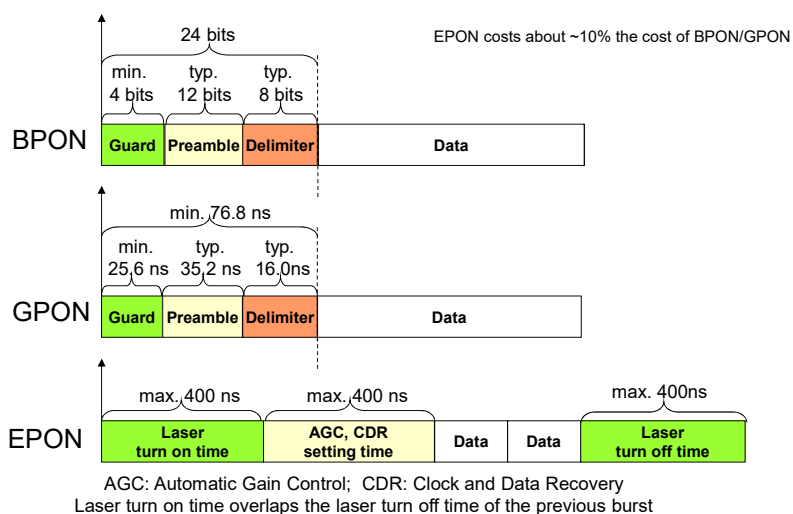 24 bits
EPON costs about ~10% the cost of BPON/GPON
min. typ. typ.
4 bits 12 bits 8 bits
BPON Guard Preamble Delimiter Data
min. 76.8 ns
min. typ. typ.
25.6 ns 35.2 ns 16.0ns
GPON Guard Preamble Delimiter Data
max. 400 ns max. 400 ns max. 400ns
EPON
Laser turn on time
AGC, CDR setting time
Data Data
Laser turn off time
AGC: Automatic Gain Control; CDR: Clock and Data Recovery
Laser turn on time overlaps the laser turn off time of the previous burst